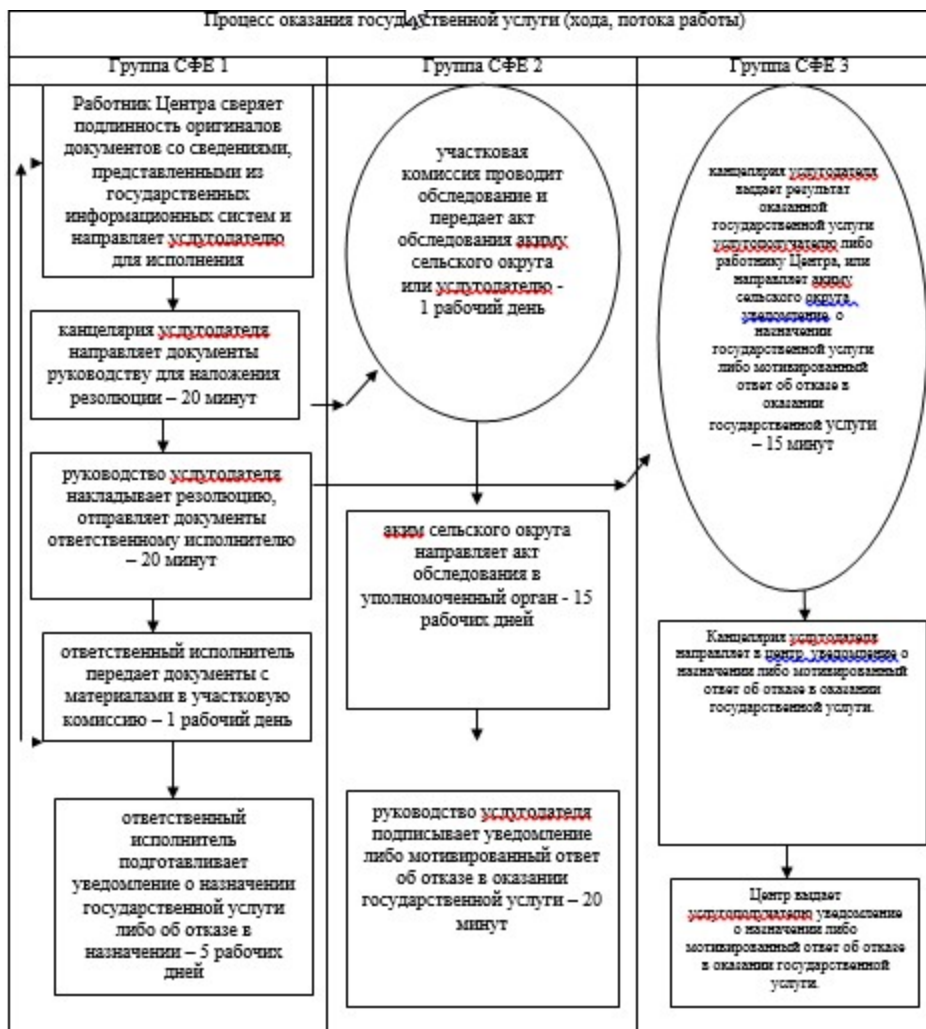 Процесс оказания государственной услуги (хода, потока работы)
Группа СФЕ 1
Работник Центра сверяет
подлинность оригиналов
документов со сведениями,
представленными из
государственных
информационных систем и
направляет услугодателю
для исполнения
канцелярия услугодателя
направляет документы
руководству для наложения
резолюции – 20 минут
руководство услугодателя
накладывает резолюцию,
отправляет документы
ответственному исполнителю
– 20 минут
ответственный исполнитель
передает документы с
материалами в участковую
комиссию – 1 рабочий день
ответственный
исполнитель
подготавливает
уведомление о назначении
государственной услуги
либо об отказе в
назначении – 5 рабочих
дней
Группа СФЕ 2
участковая
комиссия проводит
обследование и
передает акт
обследования акиму
сельского округа
или услугодателю -
1 рабочий день
аким сельского округа
направляет акт
обследования в
уполномоченный орган - 15
рабочих дней
руководство услугодателя
подписывает уведомление
либо мотивированный ответ
об отказе в оказании
государственной услуги – 20
минут
Группа СФЕ 3
канцелярия услугодателя
выдает результат
оказанной
государственной услуги
услугополучателю либо
работнику Центра, или
направляет акиму
сельского округа
уведомление о
назначении
государственной услуги
либо мотивированный
ответ об отказе в
оказании
государственной услуги
– 15 минут
Канцелярия услугодателя
направляет в центр уведомление о
назначении либо мотивированный
ответ об отказе в оказании
государственной услуги.
Центр выдает
услугополучателю уведомление
о назначении либо
мотивированный ответ об отказе
в оказании государственной
услуги.